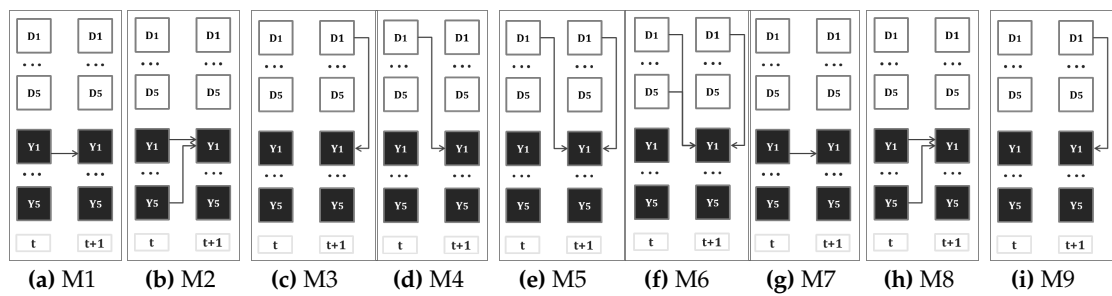 D1 D1 D1 D1 D1 D1 D1 D1 D1 D1 D1 D1 D1 D1 D1 D1 D1 D1
... ... ... ... ... ... ... ... ... ... ... ... ... ... ... ... ... ...
D5 D5 D5 D5 D5 D5 D5 D5 D5 D5 D5 D5 D5 D5 D5 D5 D5 D5
Y1 Y1 Y1 Y1 Y1 Y1 Y1 Y1 Y1 Y1 Y1 Y1 Y1 Y1 Y1 Y1 Y1 Y1
... ... ... ... ... ... ... ... ... ... ... ... ... ... ... ... ... ...
Y5 Y5 Y5 Y5 Y5 Y5 Y5 Y5 Y5 Y5 Y5 Y5 Y5 Y5 Y5 Y5 Y5 Y5
t t+1 t t+1 t t+1 t t+1 t t+1 t t+1 t t+1 t t+1 t t+1
(a) M1 (b) M2 (c) M3 (d) M4 (e) M5 (f) M6 (g) M7 (h) M8 (i) M9